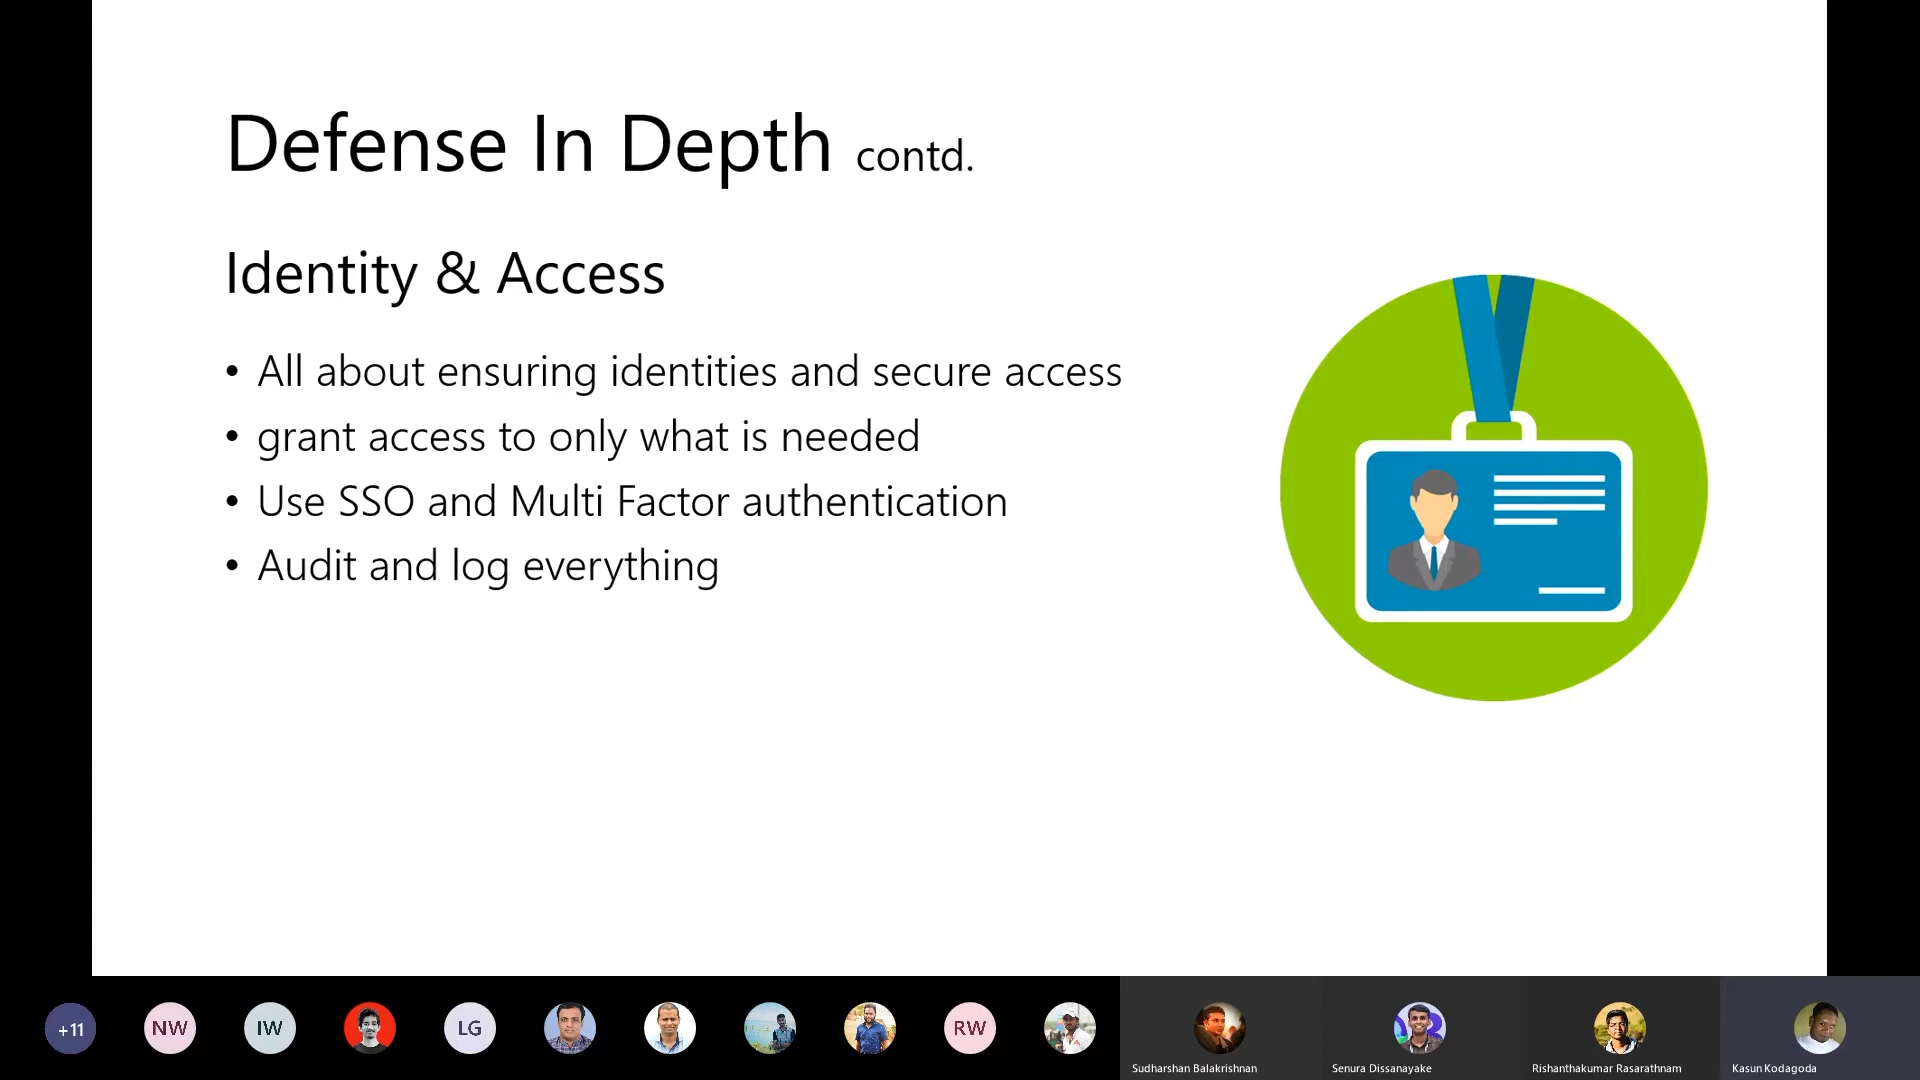 Defense In Depth contd.
Identity & Access
• All about ensuring identities and secure access
• grant access to only what is needed
• Use SSO and Multi Factor authentication
• Audit and log everything
+11
NW
IW
LG
RW
Sudharshan Balakrishnan
Senura Dissanayake
Rishanthakumar Rasarathnam
Kasun Kodagoda